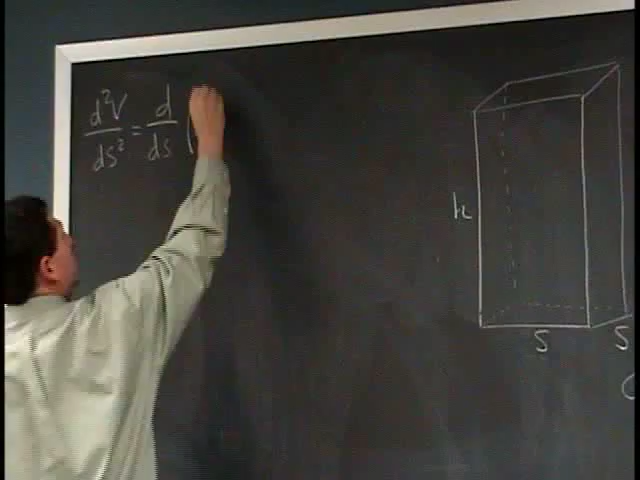 d²V/ds² = d/ds (
h
s
s